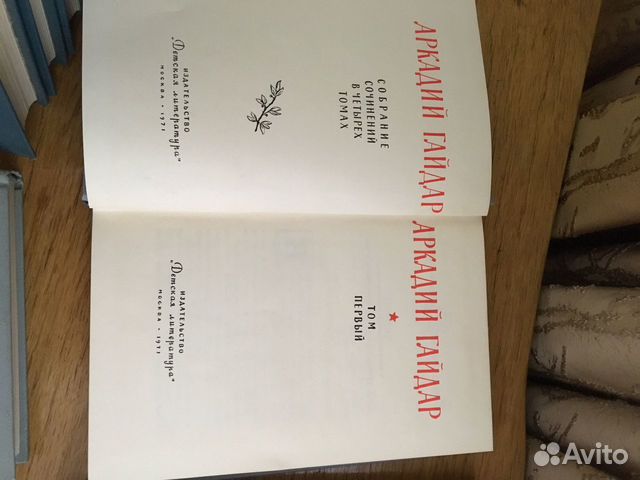 АРКАДИЙ ГАЙДАР
СОБРАНИЕ
СОЧИНЕНИЙ
В ЧЕТЫРЕХ
ТОМАХ
ИЗДАТЕЛЬСТВО
„Детская литература"
МОСКВА • 1971
АРКАДИЙ ГАЙДАР
ТОМ
ПЕРВЫЙ
ИЗДАТЕЛЬСТВО
„Детская литература"
МОСКВА • 1971
Avito